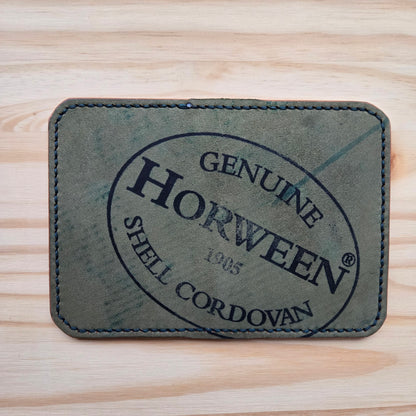 GENUINE
HORWEEN®
1905
SHELL CORDOVAN